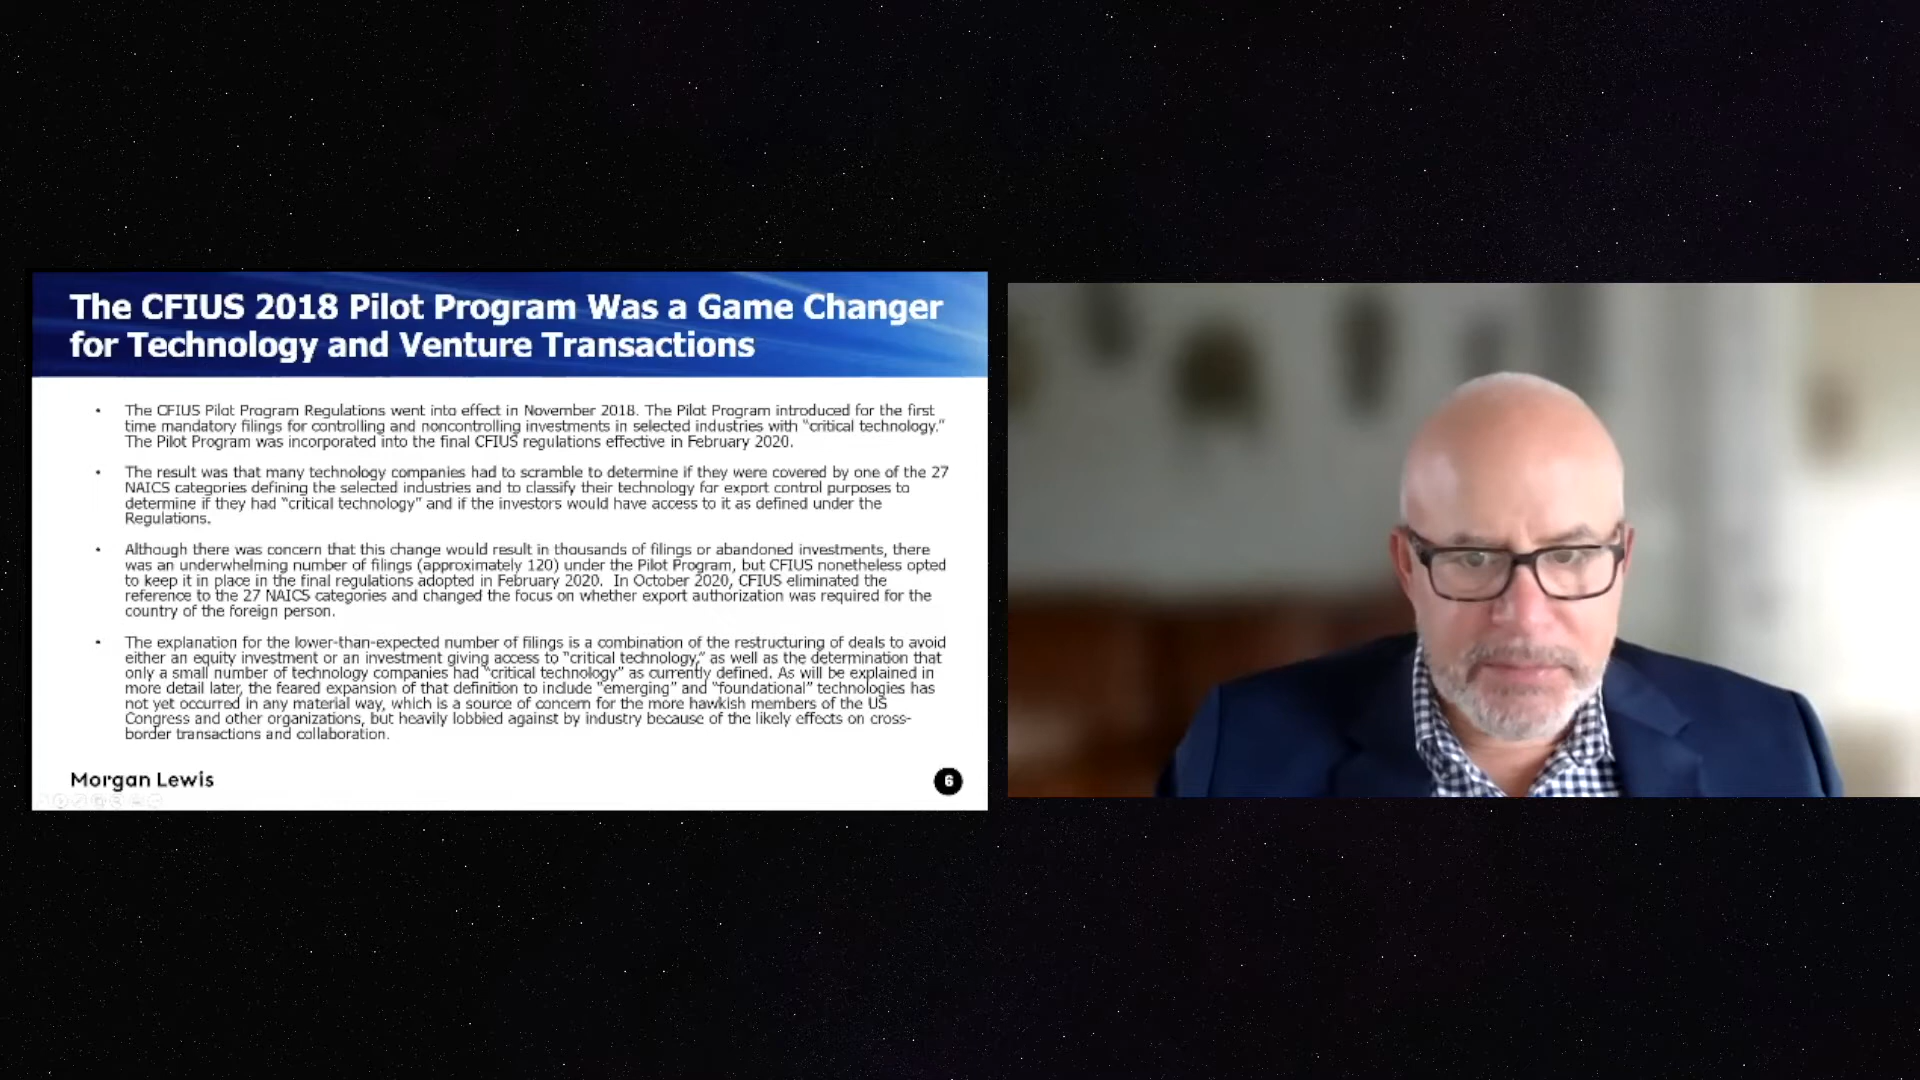 The CFIUS 2018 Pilot Program Was a Game Changer
for Technology and Venture Transactions
• The CFIUS Pilot Program Regulations went into effect in November 2018. The Pilot Program introduced for the first
time mandatory filings for controlling and noncontrolling investments in selected industries with “critical technology.”
The Pilot Program was incorporated into the final CFIUS regulations effective in February 2020.
• The result was that many technology companies had to scramble to determine if they were covered by one of the 27
NAICS categories defining the selected industries and to classify their technology for export control purposes to
determine if they had “critical technology” and if the investors would have access to it as defined under the
Regulations.
• Although there was concern that this change would result in thousands of filings or abandoned investments, there
was an underwhelming number of filings (approximately 120) under the Pilot Program, but CFIUS nonetheless opted
to keep it in place in the final regulations adopted in February 2020. In October 2020, CFIUS eliminated the
reference to the 27 NAICS categories and changed the focus on whether export authorization was required for the
country of the foreign person.
• The explanation for the lower-than-expected number of filings is a combination of the restructuring of deals to avoid
either an equity investment or an investment giving access to “critical technology,” as well as the determination that
only a small number of technology companies had “critical technology” as currently defined. As will be explained in
more detail later, the feared expansion of that definition to include “emerging” and “foundational” technologies has
not yet occurred in any material way, which is a source of concern for the more hawkish members of the US
Congress and other organizations, but heavily lobbied against by industry because of the likely effects on cross-
border transactions and collaboration.
Morgan Lewis
6